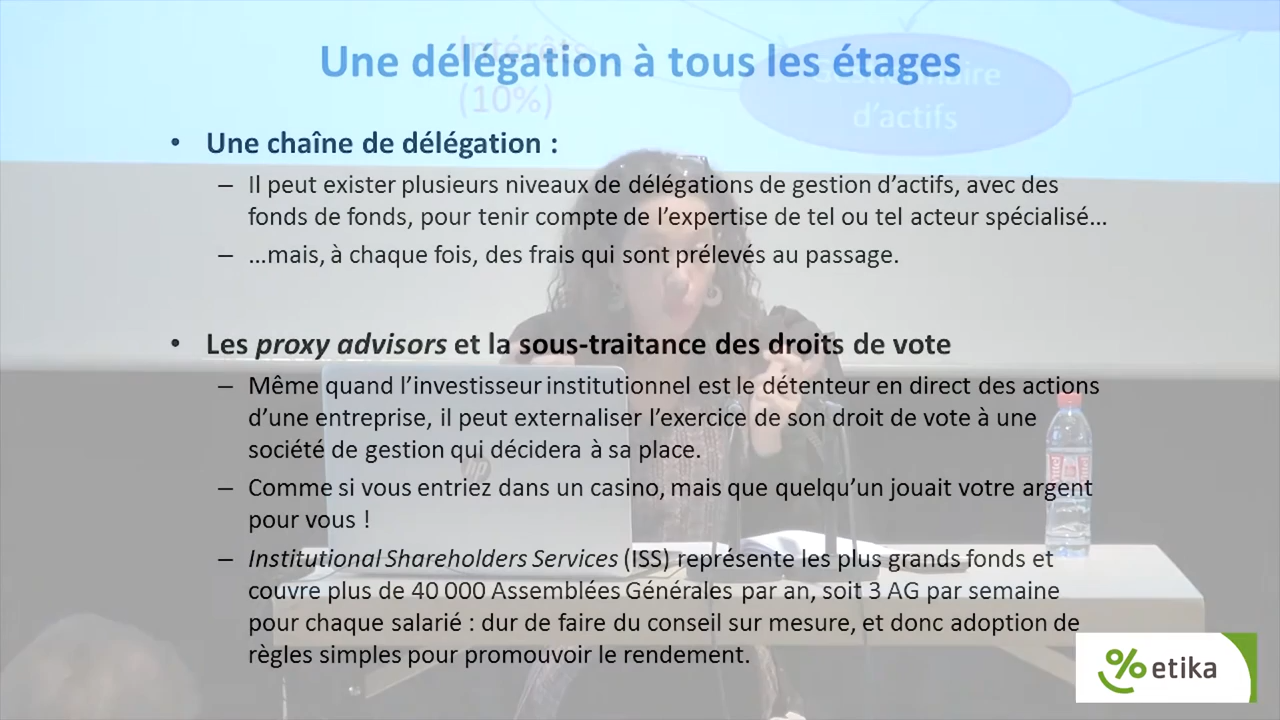 Une délégation à tous les étages
Intérêts
(10%)
Gestionnaire
d'actifs
• Une chaîne de délégation :
– Il peut exister plusieurs niveaux de délégations de gestion d'actifs, avec des
fonds de fonds, pour tenir compte de l'expertise de tel ou tel acteur spécialisé…
– …mais, à chaque fois, des frais qui sont prélevés au passage.
• Les proxy advisors et la sous-traitance des droits de vote
– Même quand l'investisseur institutionnel est le détenteur en direct des actions
d'une entreprise, il peut externaliser l'exercice de son droit de vote à une
société de gestion qui décidera à sa place.
– Comme si vous entriez dans un casino, mais que quelqu'un jouait votre argent
pour vous !
– Institutional Shareholders Services (ISS) représente les plus grands fonds et
couvre plus de 40 000 Assemblées Générales par an, soit 3 AG par semaine
pour chaque salarié : dur de faire du conseil sur mesure, et donc adoption de
règles simples pour promouvoir le rendement.
hp
% etika